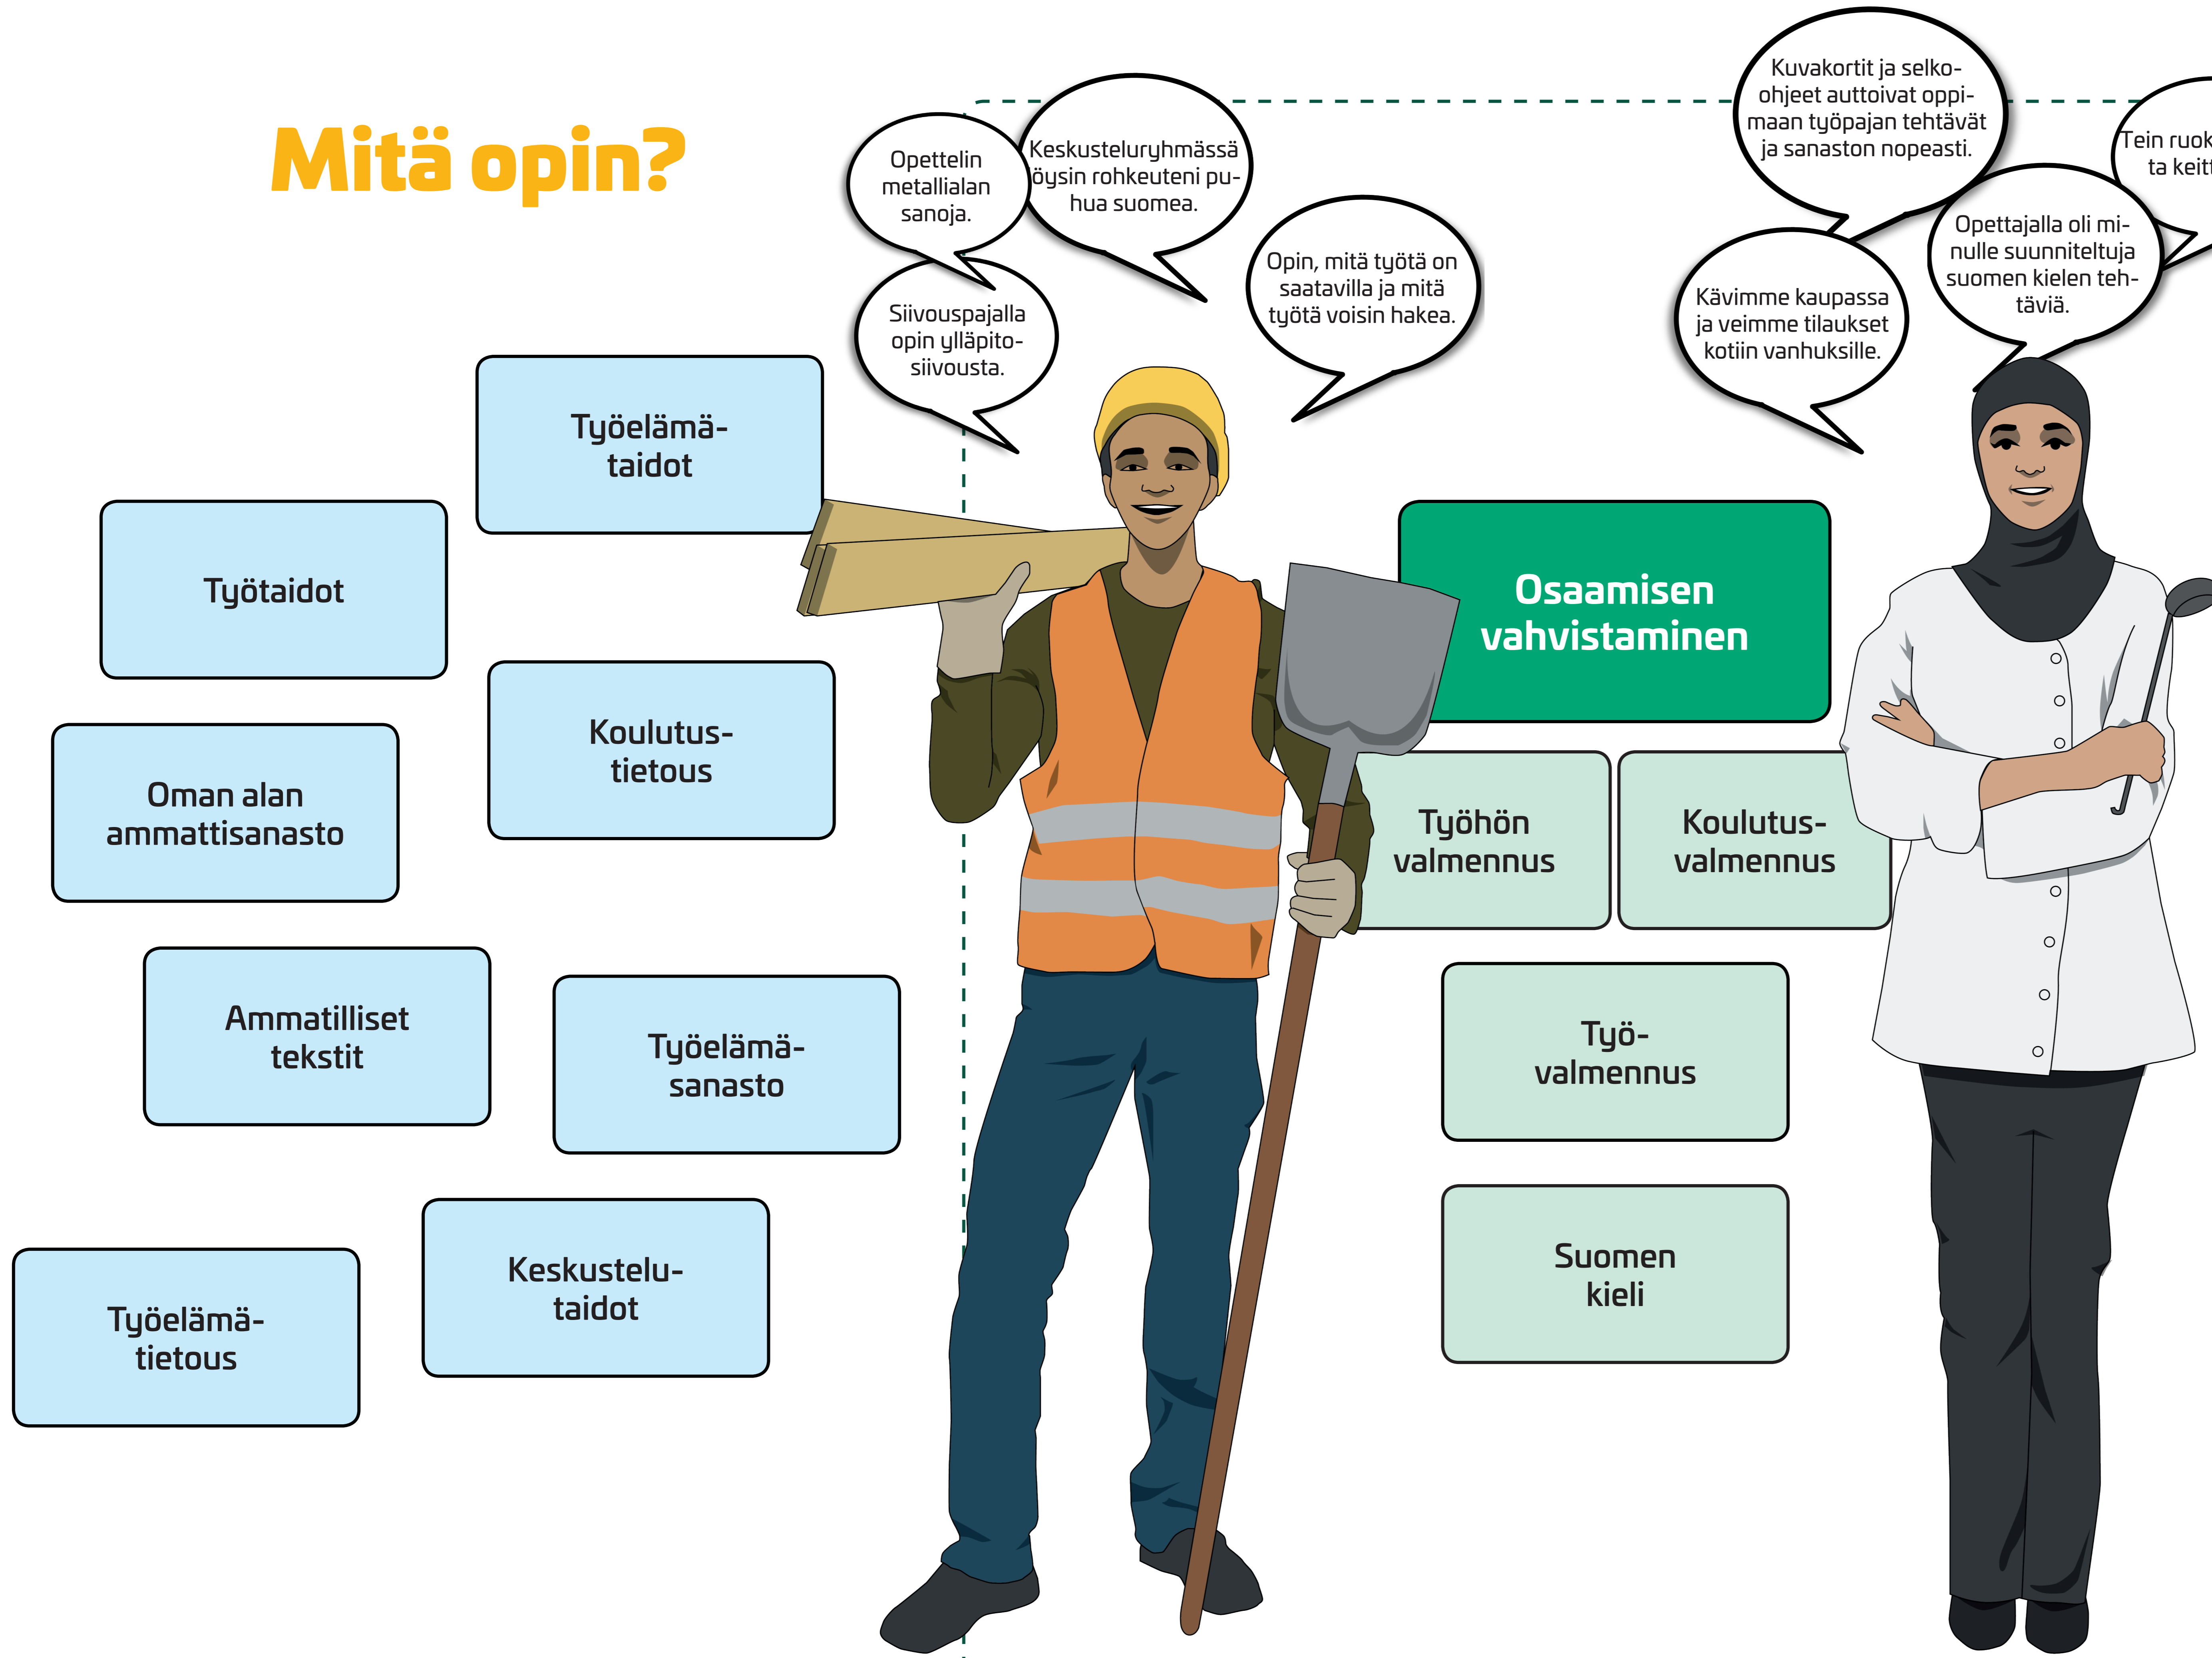 Mitä opin?
Opettelin
metallialan
sanoja.
Keskusteluryhmässä
öysin rohkeuteni pu-
hua suomea.
Siivouspajalla
opin ylläpito-
siivousta.
Opin, mitä työtä on
saatavilla ja mitä
työtä voisin hakea.
Kuvakortit ja selko-
ohjeet auttoivat oppi-
maan työpajan tehtävät
ja sanaston nopeasti.
Kävimme kaupassa
ja veimme tilaukset
kotiin vanhuksille.
Opettajalla oli mi-
nulle suunniteltuja
suomen kielen teh-
täviä.
Tein
ta
Työelämä-
taidot
Työtaidot
Koulutus-
tietous
Oman alan
ammattisanasto
Ammatilliset
tekstit
Työelämä-
sanasto
Keskustelu-
taidot
Työelämä-
tietous
Osaamisen
vahvistaminen
Työhön
valmennus
Koulutus-
valmennus
Työ-
valmennus
Suomen
kieli